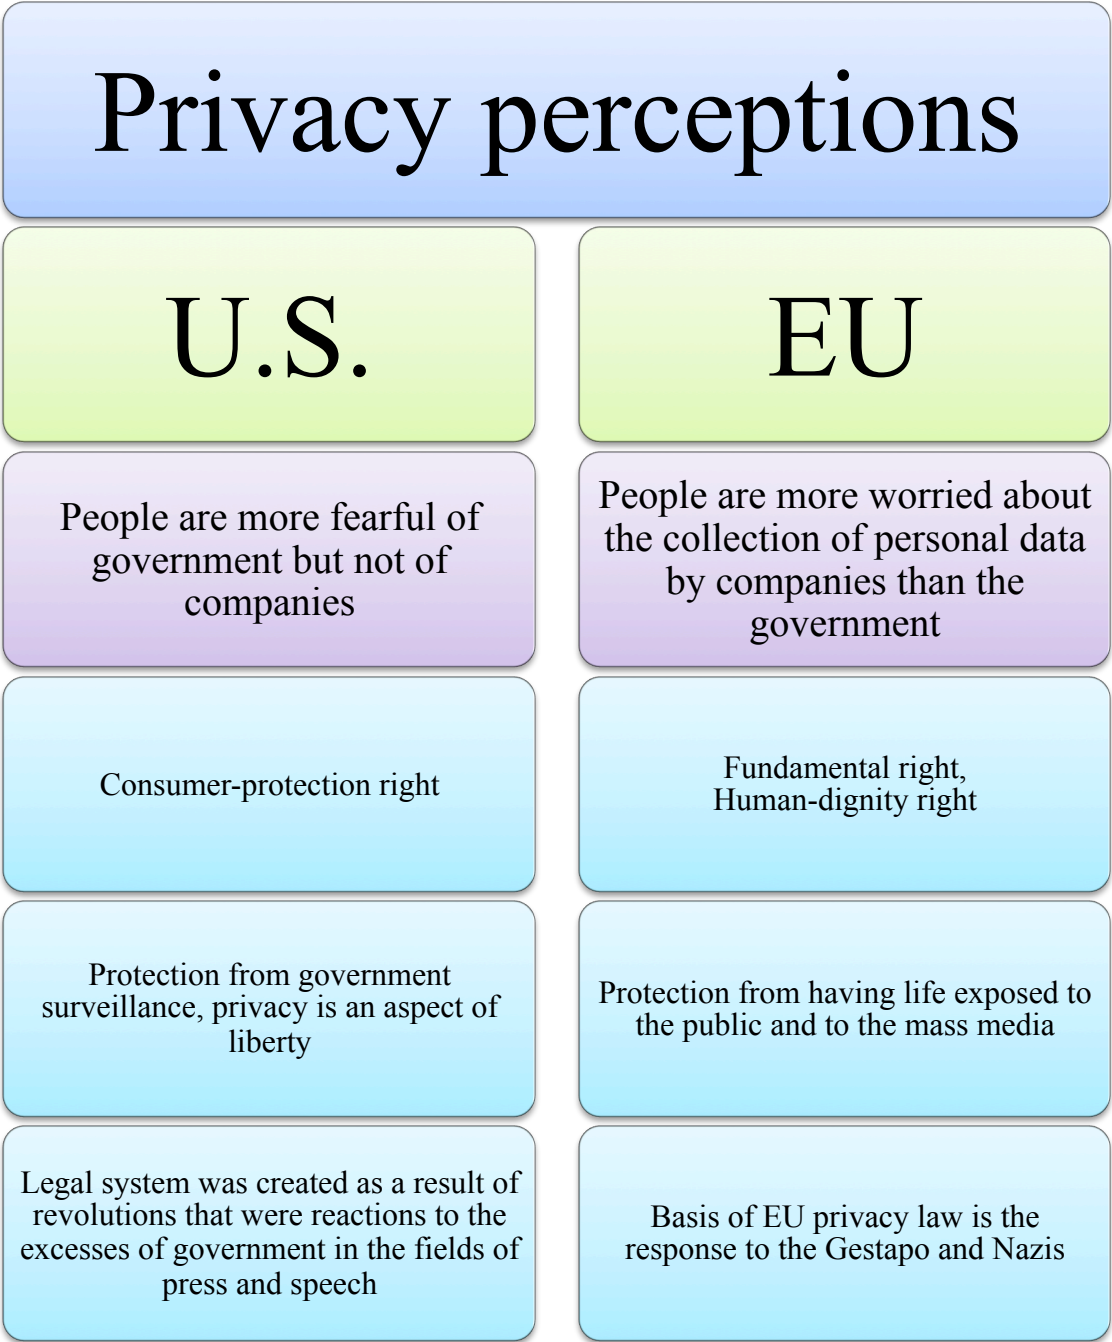 Privacy perceptions
U.S.
EU
People are more fearful of
government but not of
companies
People are more worried about
the collection of personal data
by companies than the
government
Consumer-protection right
Fundamental right,
Human-dignity right
Protection from government
surveillance, privacy is an aspect of
liberty
Protection from having life exposed to
the public and to the mass media
Legal system was created as a result of
revolutions that were reactions to the
excesses of government in the fields of
press and speech
Basis of EU privacy law is the
response to the Gestapo and Nazis